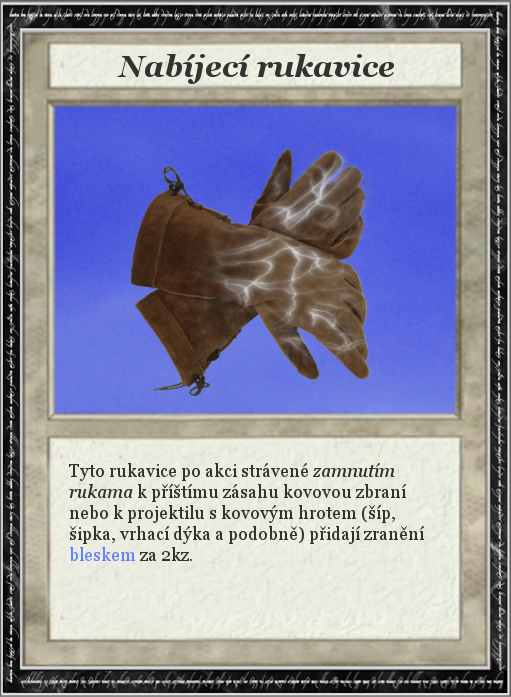 Nabíjecí rukavice
Tyto rukavice po akci strávené zamnutím
rukama k příštímu zásahu kovovou zbraní
nebo k projektilu s kovovým hrotem (šíp,
šipka, vrhací dýka a podobně) přidají zranění
bleskem za 2kz.